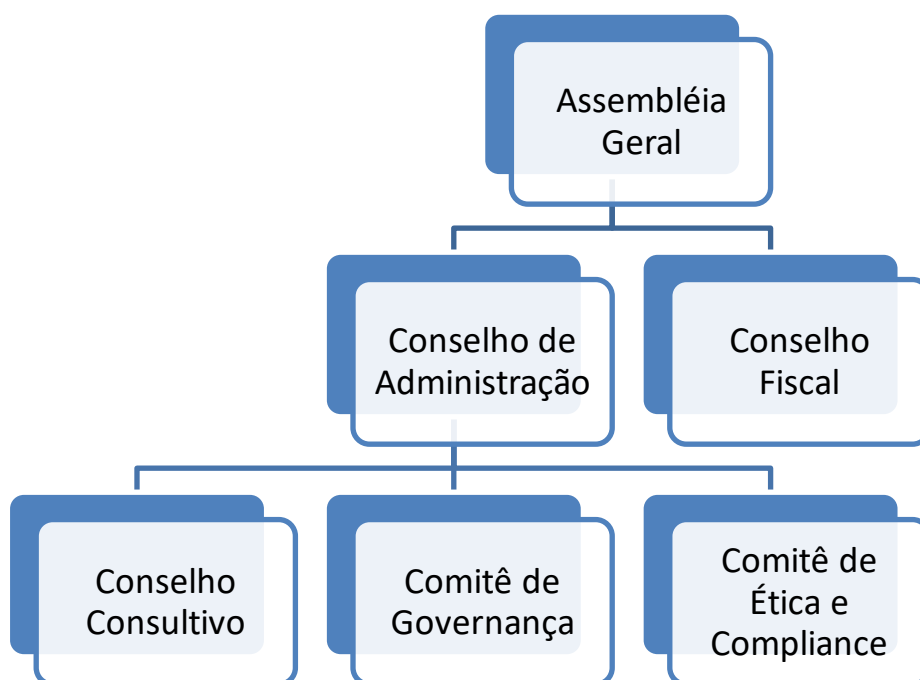 Assembléia
Geral
Conselho de
Administração
Conselho
Fiscal
Conselho
Consultivo
Comitê de
Governança
Comitê de
Ética e
Compliance